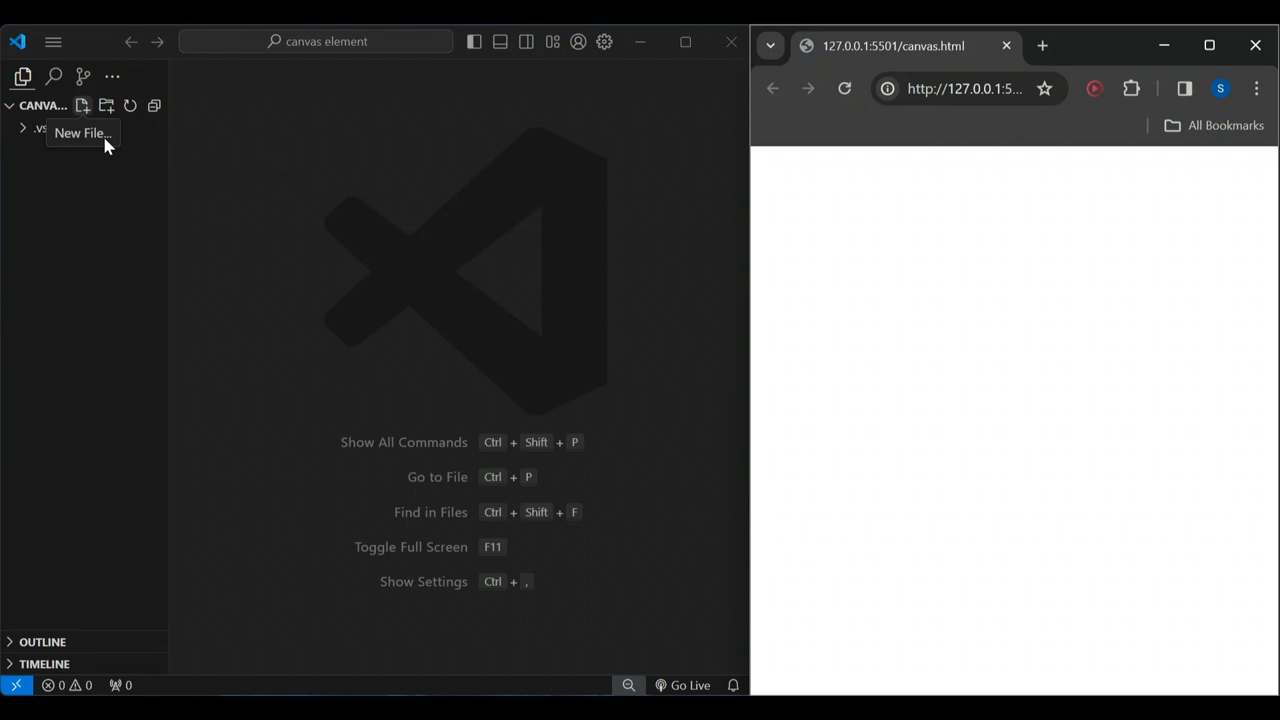 canvas element
CANVA...
.vs
New File...
Show All Commands Ctrl + Shift + P
Go to File Ctrl + P
Find in Files Ctrl + Shift + F
Toggle Full Screen F11
Show Settings Ctrl + ,
OUTLINE
TIMELINE
0 0 0
Go Live
127.0.0.1:5501/canvas.html
http://127.0.0.1:5...
S
All Bookmarks